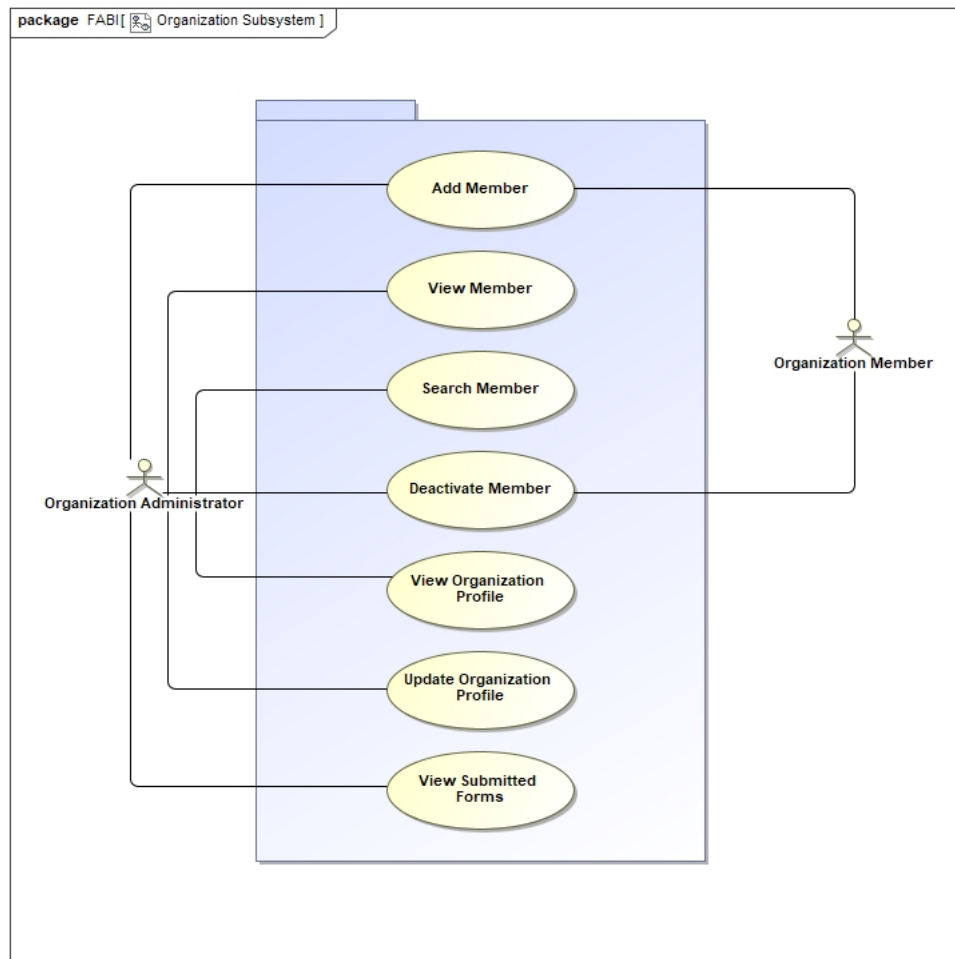 package FABI[ Organization Subsystem ]
Add Member
View Member
Search Member
Organization Member
Deactivate Member
Organization Administrator
View Organization
Profile
Update Organization
Profile
View Submitted
Forms